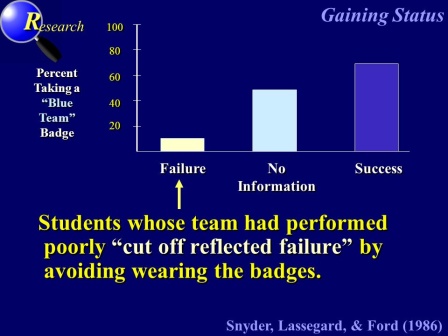 Research
Gaining Status
100
80
60
40
20
Percent
Taking a
“Blue
Team”
Badge
Failure
No
Information
Success
Students whose team had performed
poorly “cut off reflected failure” by
avoiding wearing the badges.
Snyder, Lassegard, & Ford (1986)